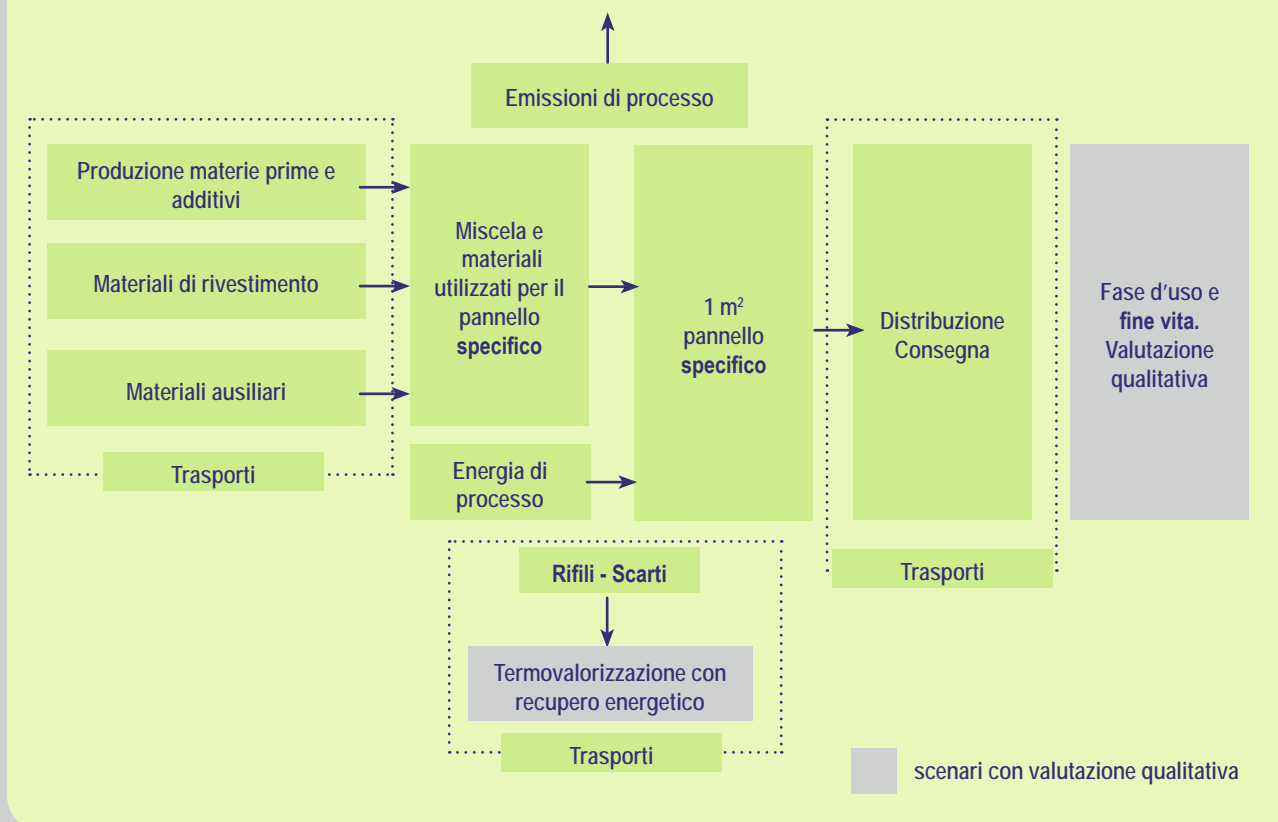 Emissioni di processo
Produzione materie prime e
additivi
Materiali di rivestimento
Materiali ausiliari
Trasporti
Miscela e
materiali
utilizzati per il
pannello
specifico
Energia di
processo
1 m²
pannello
specifico
Distribuzione
Consegna
Trasporti
Fase d'uso e
fine vita.
Valutazione
qualitativa
Rifili - Scarti
Termovalorizzazione con
recupero energetico
Trasporti
scenari con valutazione qualitativa